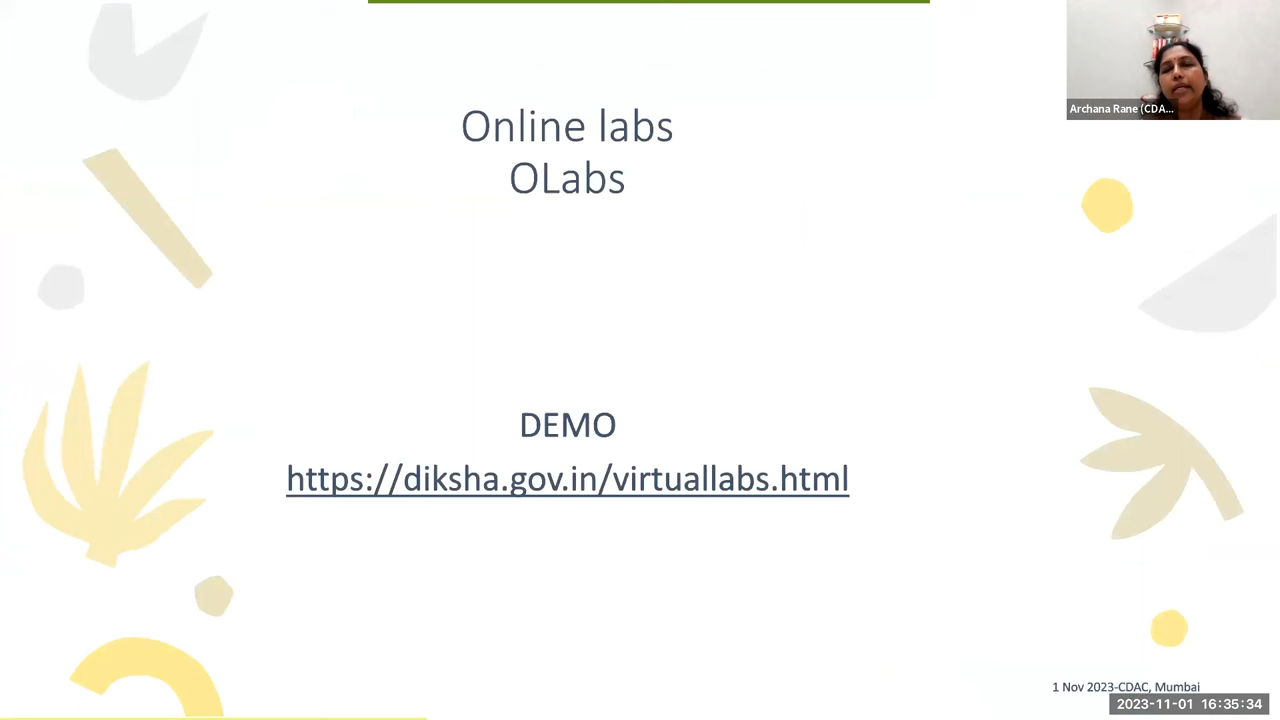 Online labs
OLabs
Archana Rane (CDA...
DEMO
https://diksha.gov.in/virtuallabs.html
1 Nov 2023-CDAC, Mumbai
2023-11-01 16:35:34